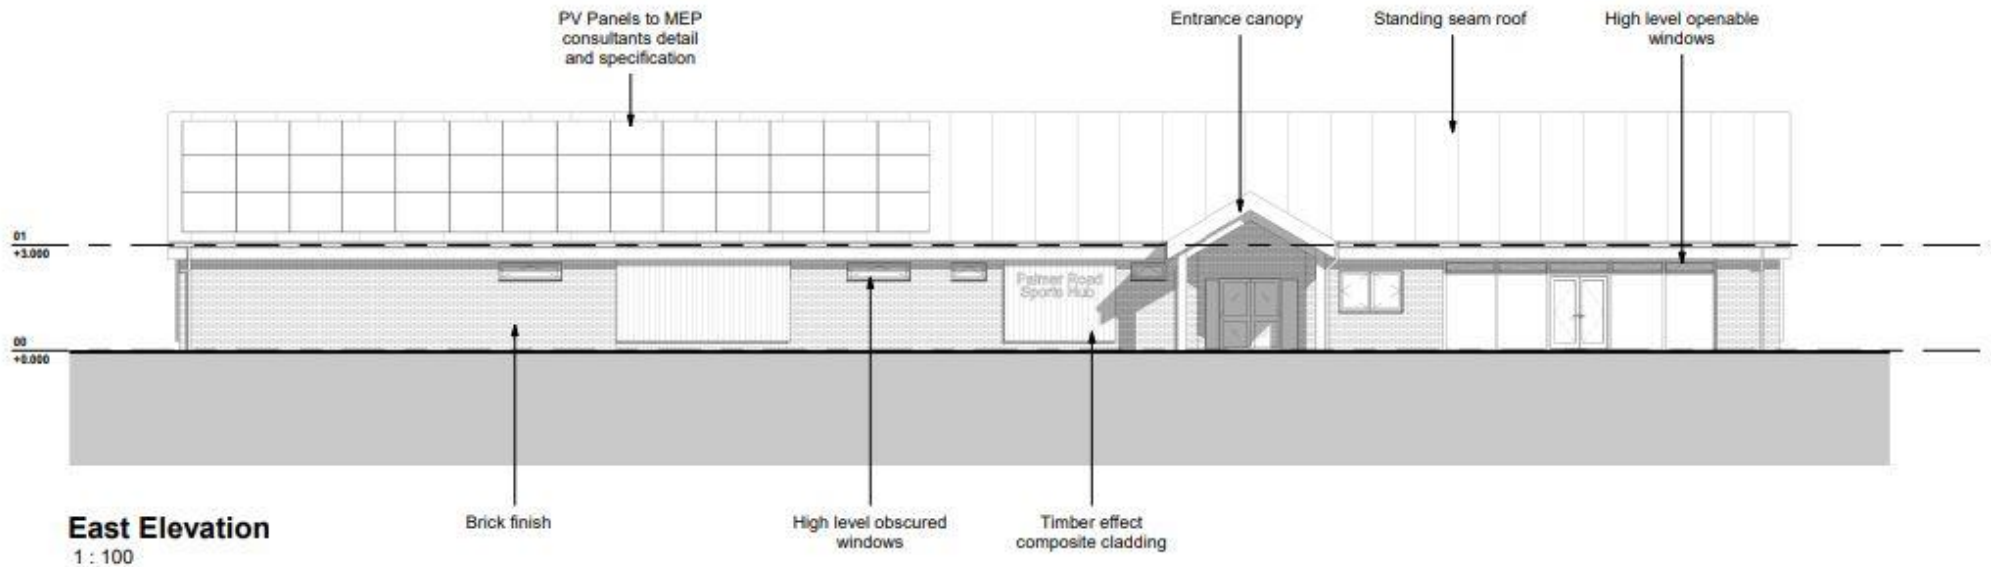 PV Panels to MEP
consultants detail
and specification
Entrance canopy
Standing seam roof
High level openable
windows
01
+3.000
Palmer Road
Sports Hub
00
+0.000
Brick finish
High level obscured
windows
Timber effect
composite cladding
East Elevation
1 : 100